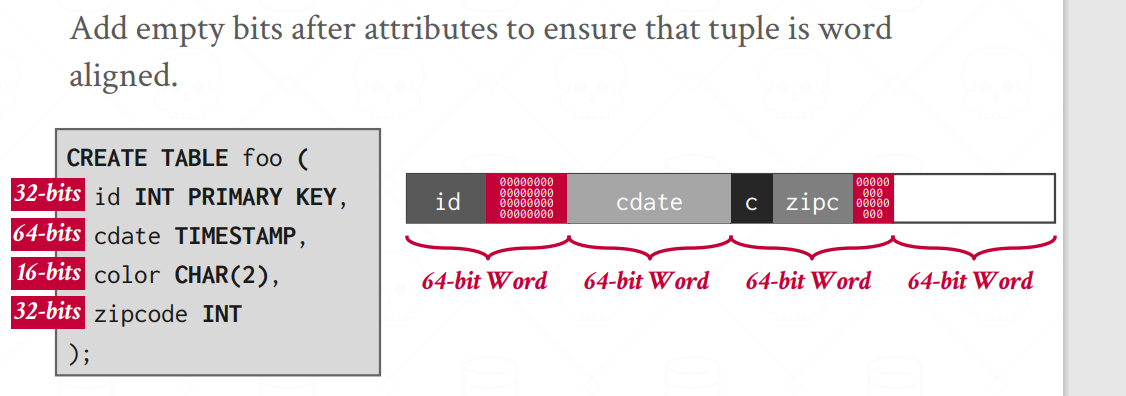 Add empty bits after attributes to ensure that tuple is word
aligned.
CREATE TABLE foo (
32-bits id INT PRIMARY KEY,
64-bits cdate TIMESTAMP,
16-bits color CHAR(2),
32-bits zipcode INT
);
id 00000000 cdate c zipc 00000
00000000 000
00000000 00000
00000000 000
64-bit Word 64-bit Word 64-bit Word 64-bit Word